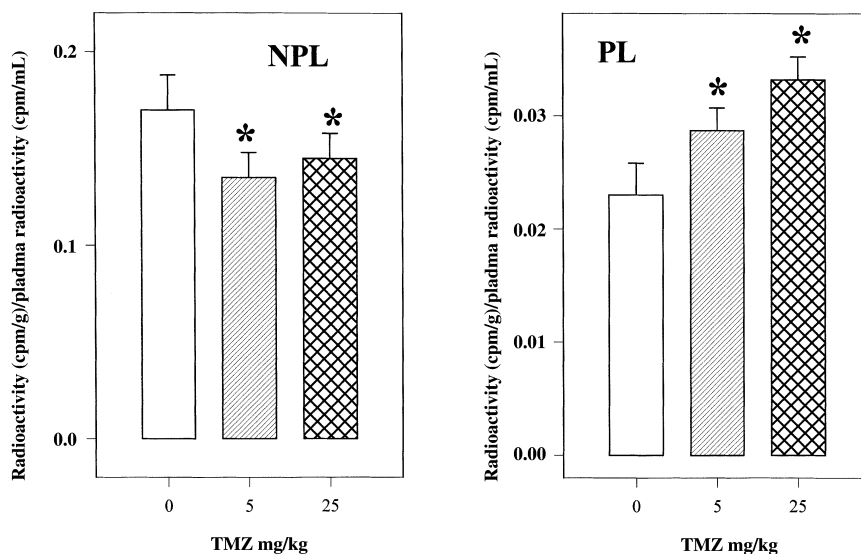 Radioactivity (cpm/g)/pladma radioactivity (cpm/mL)
NPL
0.2
0.1
0.0
*
*
0
5
25
TMZ mg/kg
Radioactivity (cpm/g)/pladma radioactivity (cpm/mL)
PL
0.03
0.02
0.01
0.00
*
*
0
5
25
TMZ mg/kg